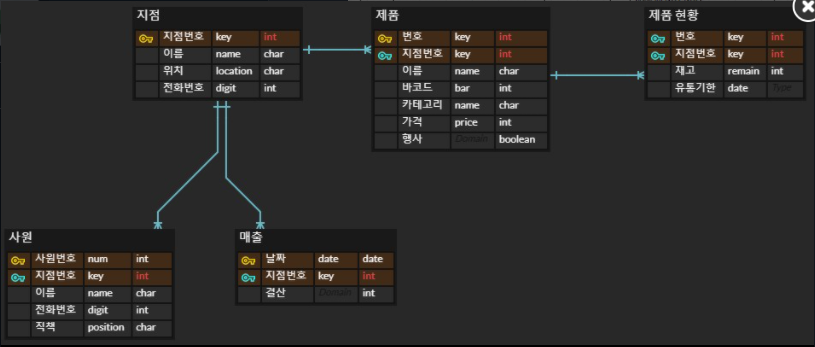 지점
지점번호 key int
이름 name char
위치 location char
전화번호 digit int
제품
번호 key int
지점번호 key int
이름 name char
바코드 bar int
카테고리 name char
가격 price int
행사 Domain boolean
제품 현황
번호 key int
지점번호 key int
재고 remain int
유통기한 date Type
사원
사원번호 num int
지점번호 key int
이름 name char
전화번호 digit int
직책 position char
매출
날짜 date date
지점번호 key int
결산 Domain int